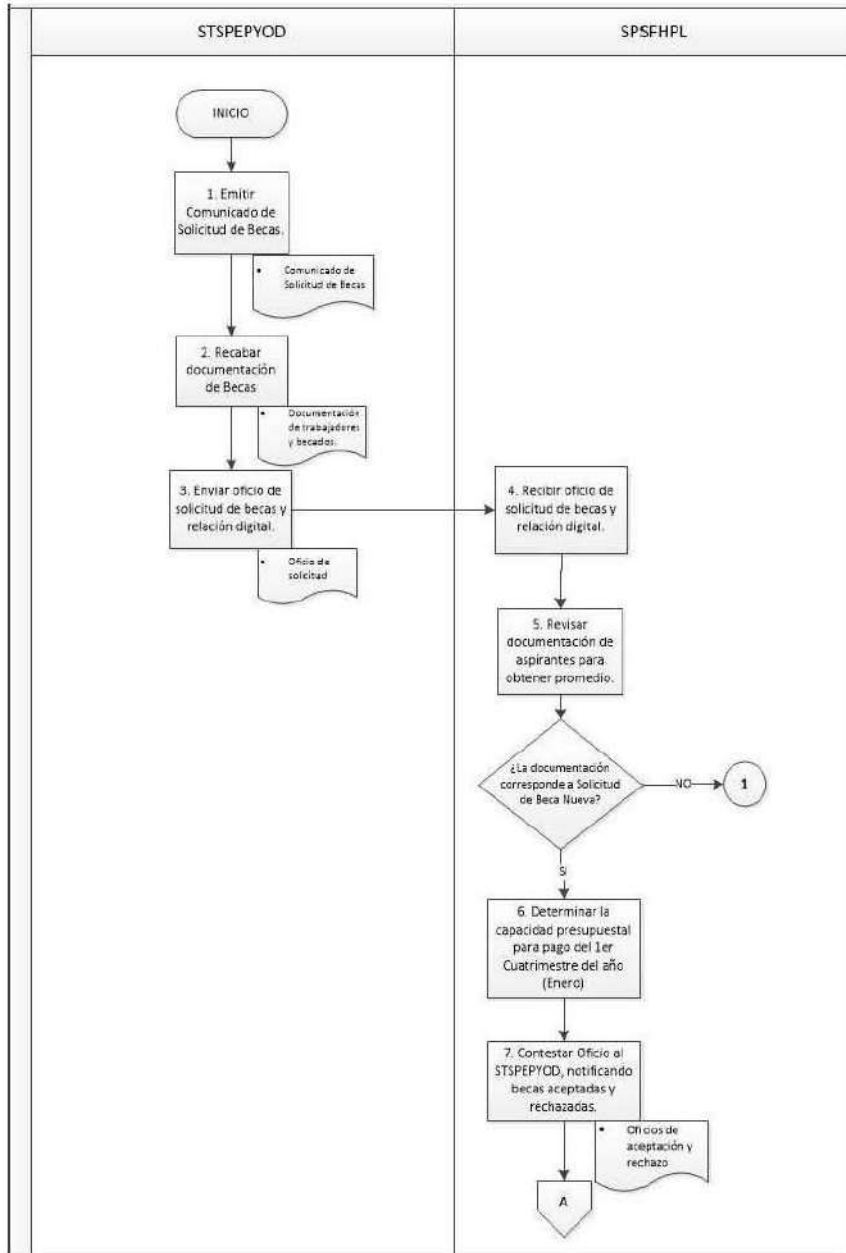 STSPEPYOD
SPSFHPL
INICIO
1. Emitir
Comunicado de
Solicitud de Becas.
• Comunicado de
Solicitud de Becas
2. Recabar
documentación
de Becas
• Documentación
de trabajadores
y becados.
3. Enviar oficio de
solicitud de becas y
relación digital.
• Oficio de
solicitud
4. Recibir oficio de
solicitud de becas y
relación digital.
5. Revisar
documentación de
aspirantes para
obtener promedio.
¿La documentación
corresponde a Solicitud
de Beca Nueva?
NO
1
Si
6. Determinar la
capacidad presupuestal
para pago del 1er
Cuatrimestre del año
(Enero)
7. Contestar Oficio al
STSPEPYOD, notificando
becas aceptadas y
rechazadas.
• Oficios de
aceptación y
rechazo
A